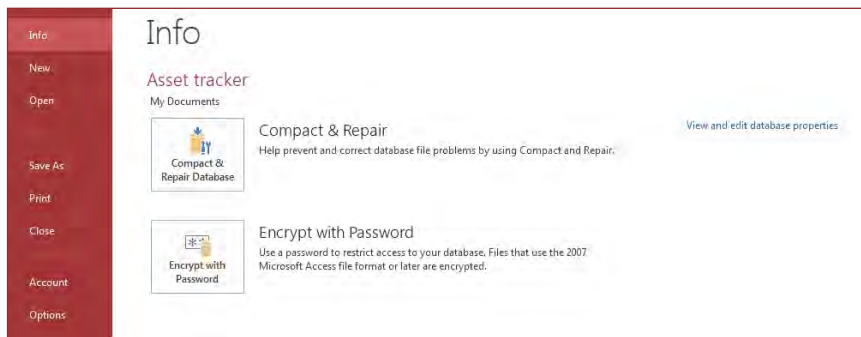 Info
New
Open
Save As
Print
Close
Account
Options
Info
Asset tracker
My Documents
Compact &
Repair Database
Compact & Repair
Help prevent and correct database file problems by using Compact and Repair.
View and edit database properties
Encrypt with
Password
Encrypt with Password
Use a password to restrict access to your database. Files that use the 2007
Microsoft Access file format or later are encrypted.